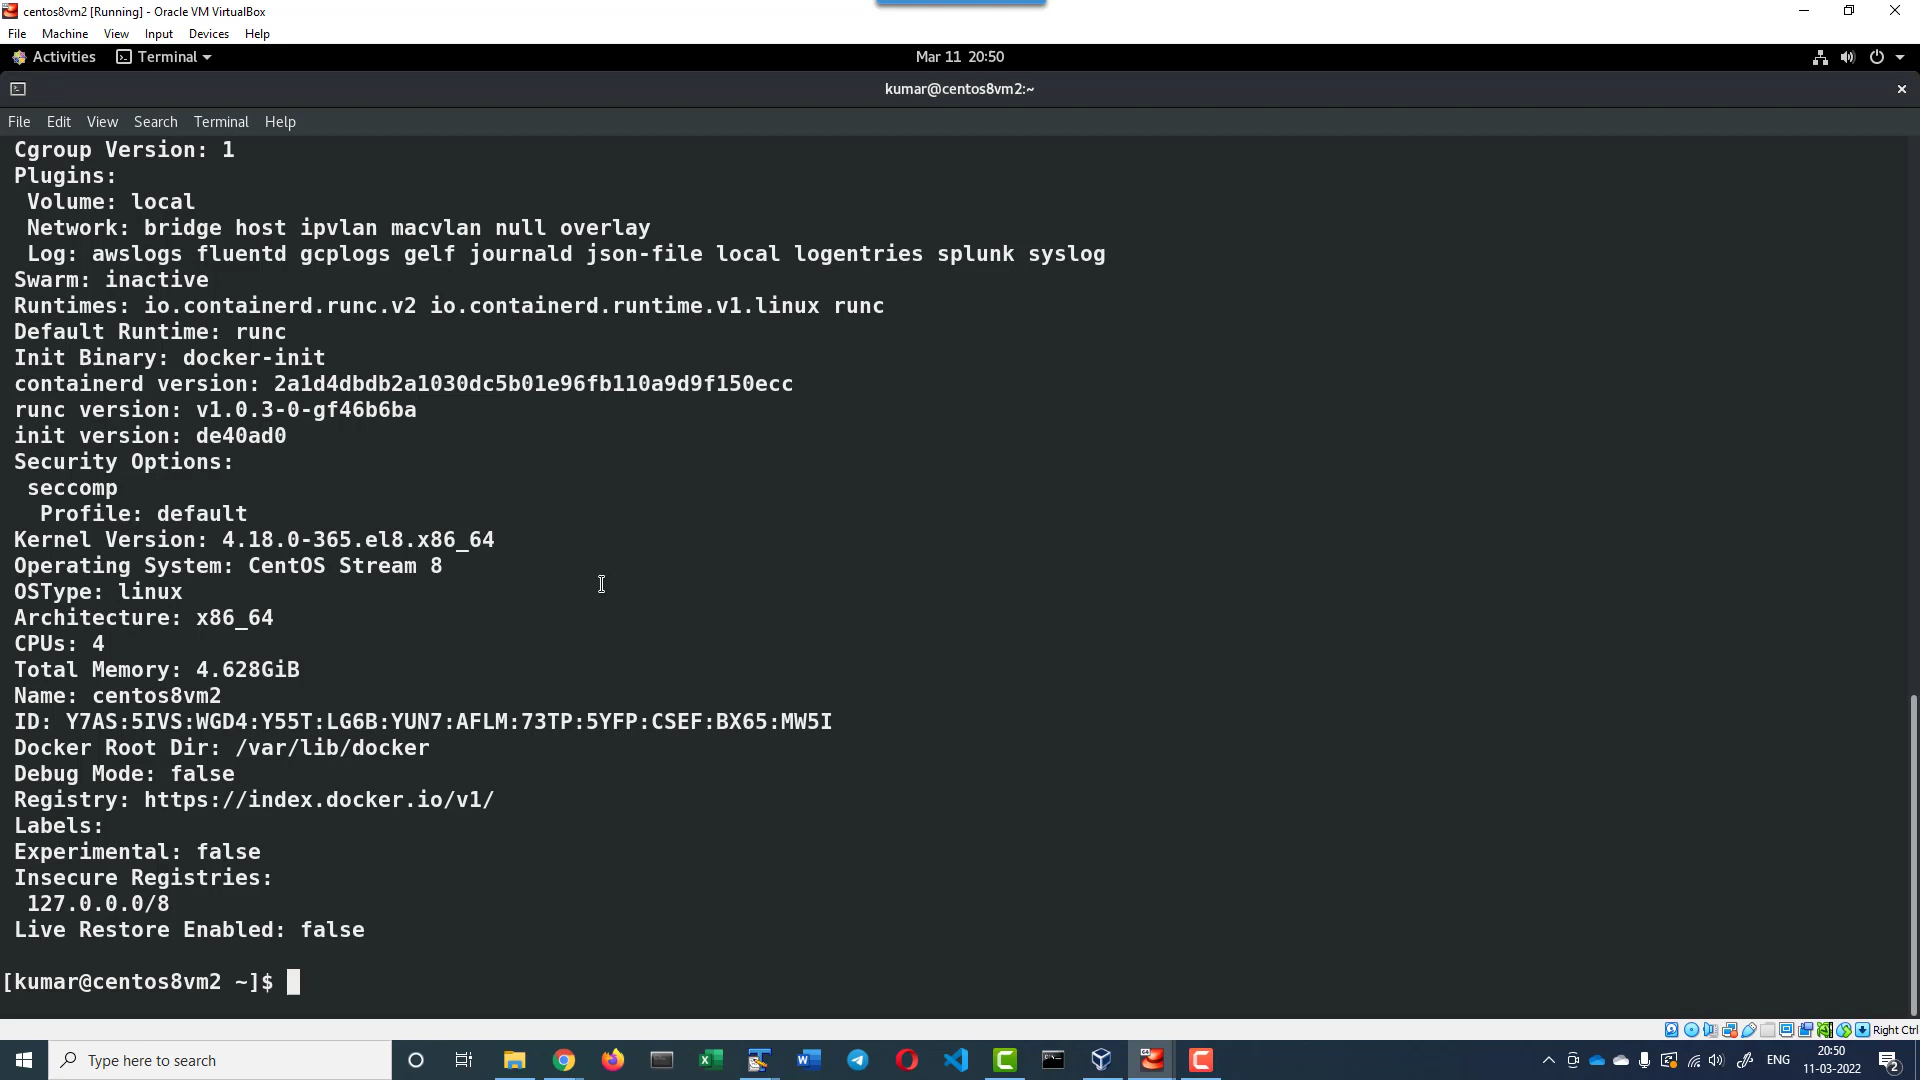 centos8vm2 [Running] - Oracle VM VirtualBox
File Machine View Input Devices Help
Activities Terminal Mar 11 20:50
kumar@centos8vm2:~
File Edit View Search Terminal Help
Cgroup Version: 1
Plugins:
Volume: local
Network: bridge host ipvlan macvlan null overlay
Log: awslogs fluentd gcplogs gelf journald json-file local logentries splunk syslog
Swarm: inactive
Runtimes: io.containerd.runc.v2 io.containerd.runtime.v1.linux runc
Default Runtime: runc
Init Binary: docker-init
containerd version: 2a1d4dbdb2a1030dc5b01e96fb110a9d9f150ecc
runc version: v1.0.3-0-gf46b6ba
init version: de40ad0
Security Options:
seccomp
Profile: default
Kernel Version: 4.18.0-365.el8.x86_64
Operating System: CentOS Stream 8
OSType: linux
Architecture: x86_64
CPUs: 4
Total Memory: 4.628GiB
Name: centos8vm2
ID: Y7AS:5IVS:WGD4:Y55T:LG6B:YUN7:AFLM:73TP:5YFP:CSEF:BX65:MW5I
Docker Root Dir: /var/lib/docker
Debug Mode: false
Registry: https://index.docker.io/v1/
Labels:
Experimental: false
Insecure Registries:
127.0.0.0/8
Live Restore Enabled: false
[kumar@centos8vm2 ~]$
Right Ctrl
Type here to search
ENG
20:50
11-03-2022
2